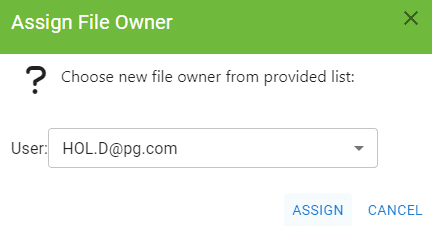 Assign File Owner
Choose new file owner from provided list:
User: HOL.D@pg.com
ASSIGN CANCEL